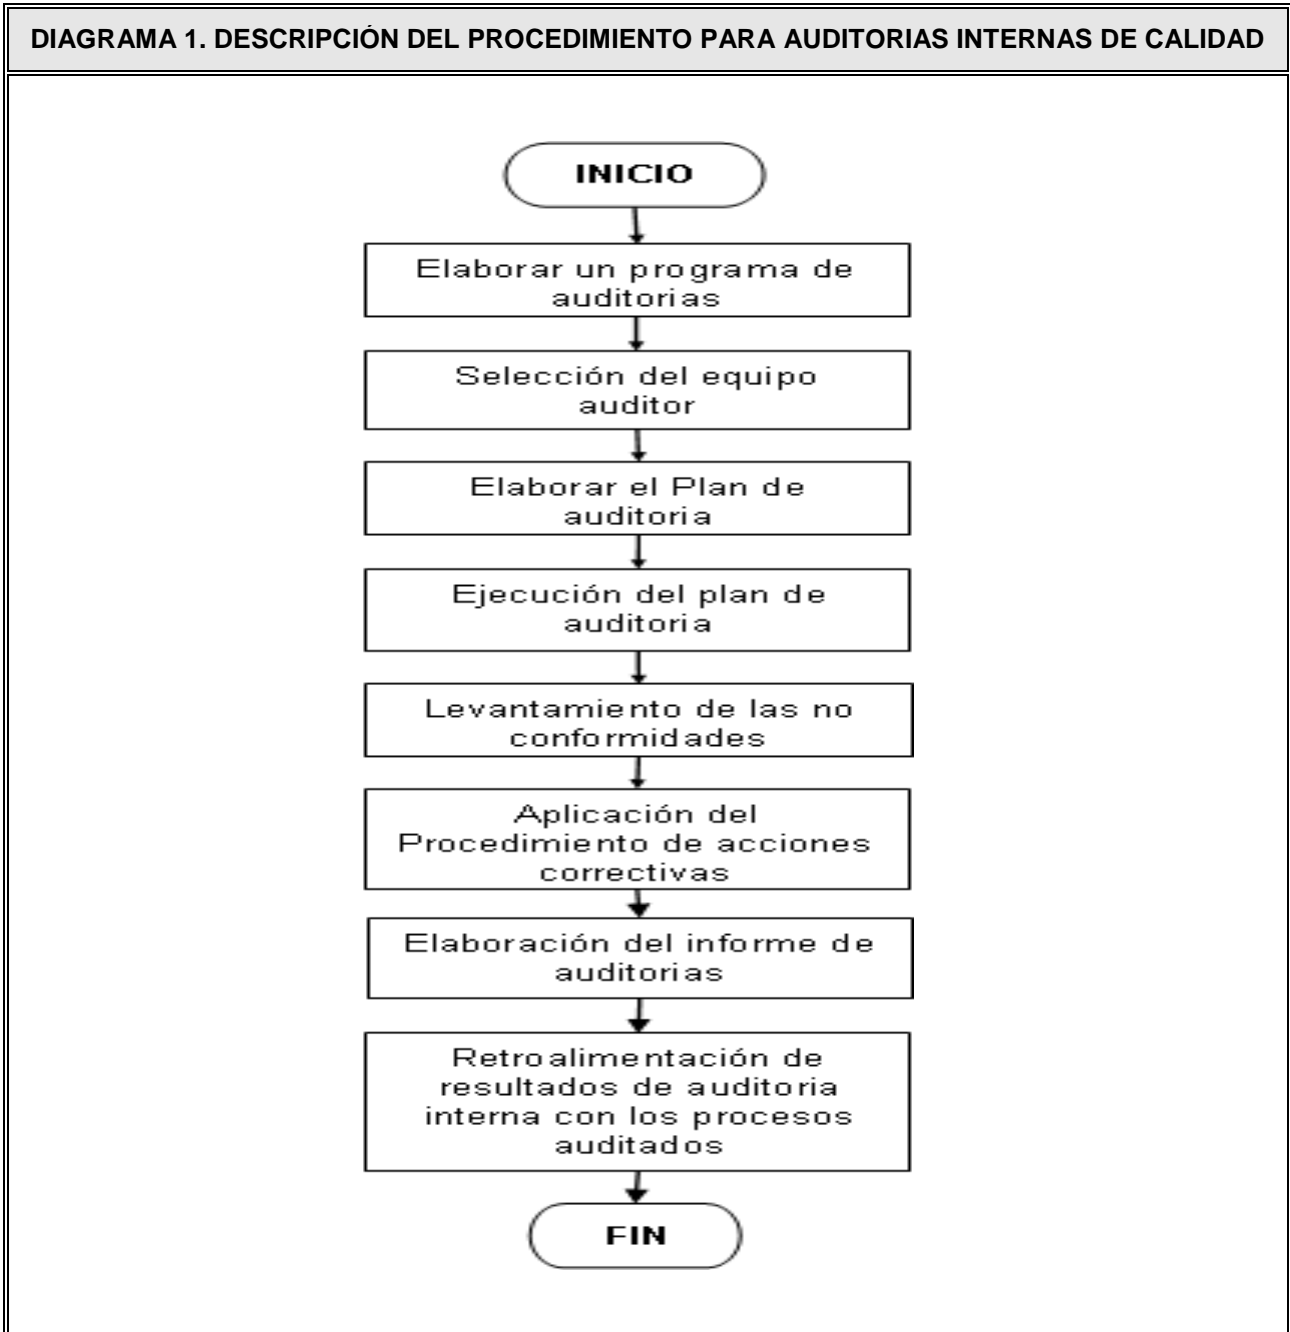 DIAGRAMA 1. DESCRIPCIÓN DEL PROCEDIMIENTO PARA AUDITORIAS INTERNAS DE CALIDAD
INICIO
Elaborar un programa de
auditorias
Selección del equipo
auditor
Elaborar el Plan de
auditoria
Ejecución del plan de
auditoria
Levantamiento de las no
conformidades
Aplicación del
Procedimiento de acciones
correctivas
Elaboración del informe de
auditorias
Retroalimentación de
resultados de auditoria
interna con los procesos
auditados
FIN